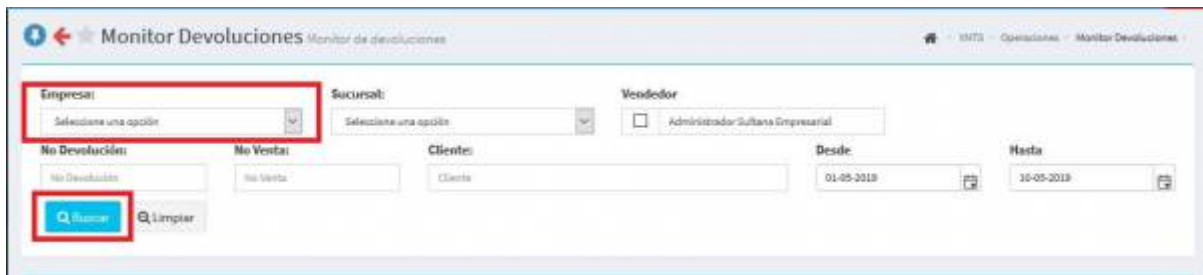 Monitor Devoluciones Monitor de devoluciones
VNTS - Operaciones - Monitor Devoluciones
Empresa: Sucursal: Vendedor
Seleccione una opción Seleccione una opción Administrador Sultana Empresarial
No Devolución: No Venta: Cliente: Desde Hasta
No Devolución No Venta Cliente 01-05-2019 10-05-2019
Buscar Limpiar